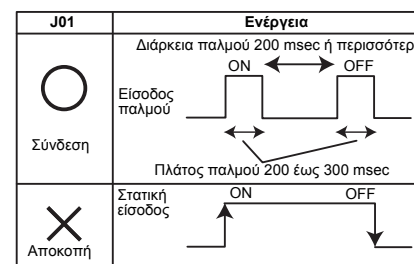 J01 Ενέργεια
Διάρκεια παλμού 200 msec ή περισσότερ
ON OFF
Είσοδος
παλμού
Σύνδεση
Πλάτος παλμού 200 έως 300 msec
Στατική
είσοδος
ON OFF
Αποκοπή